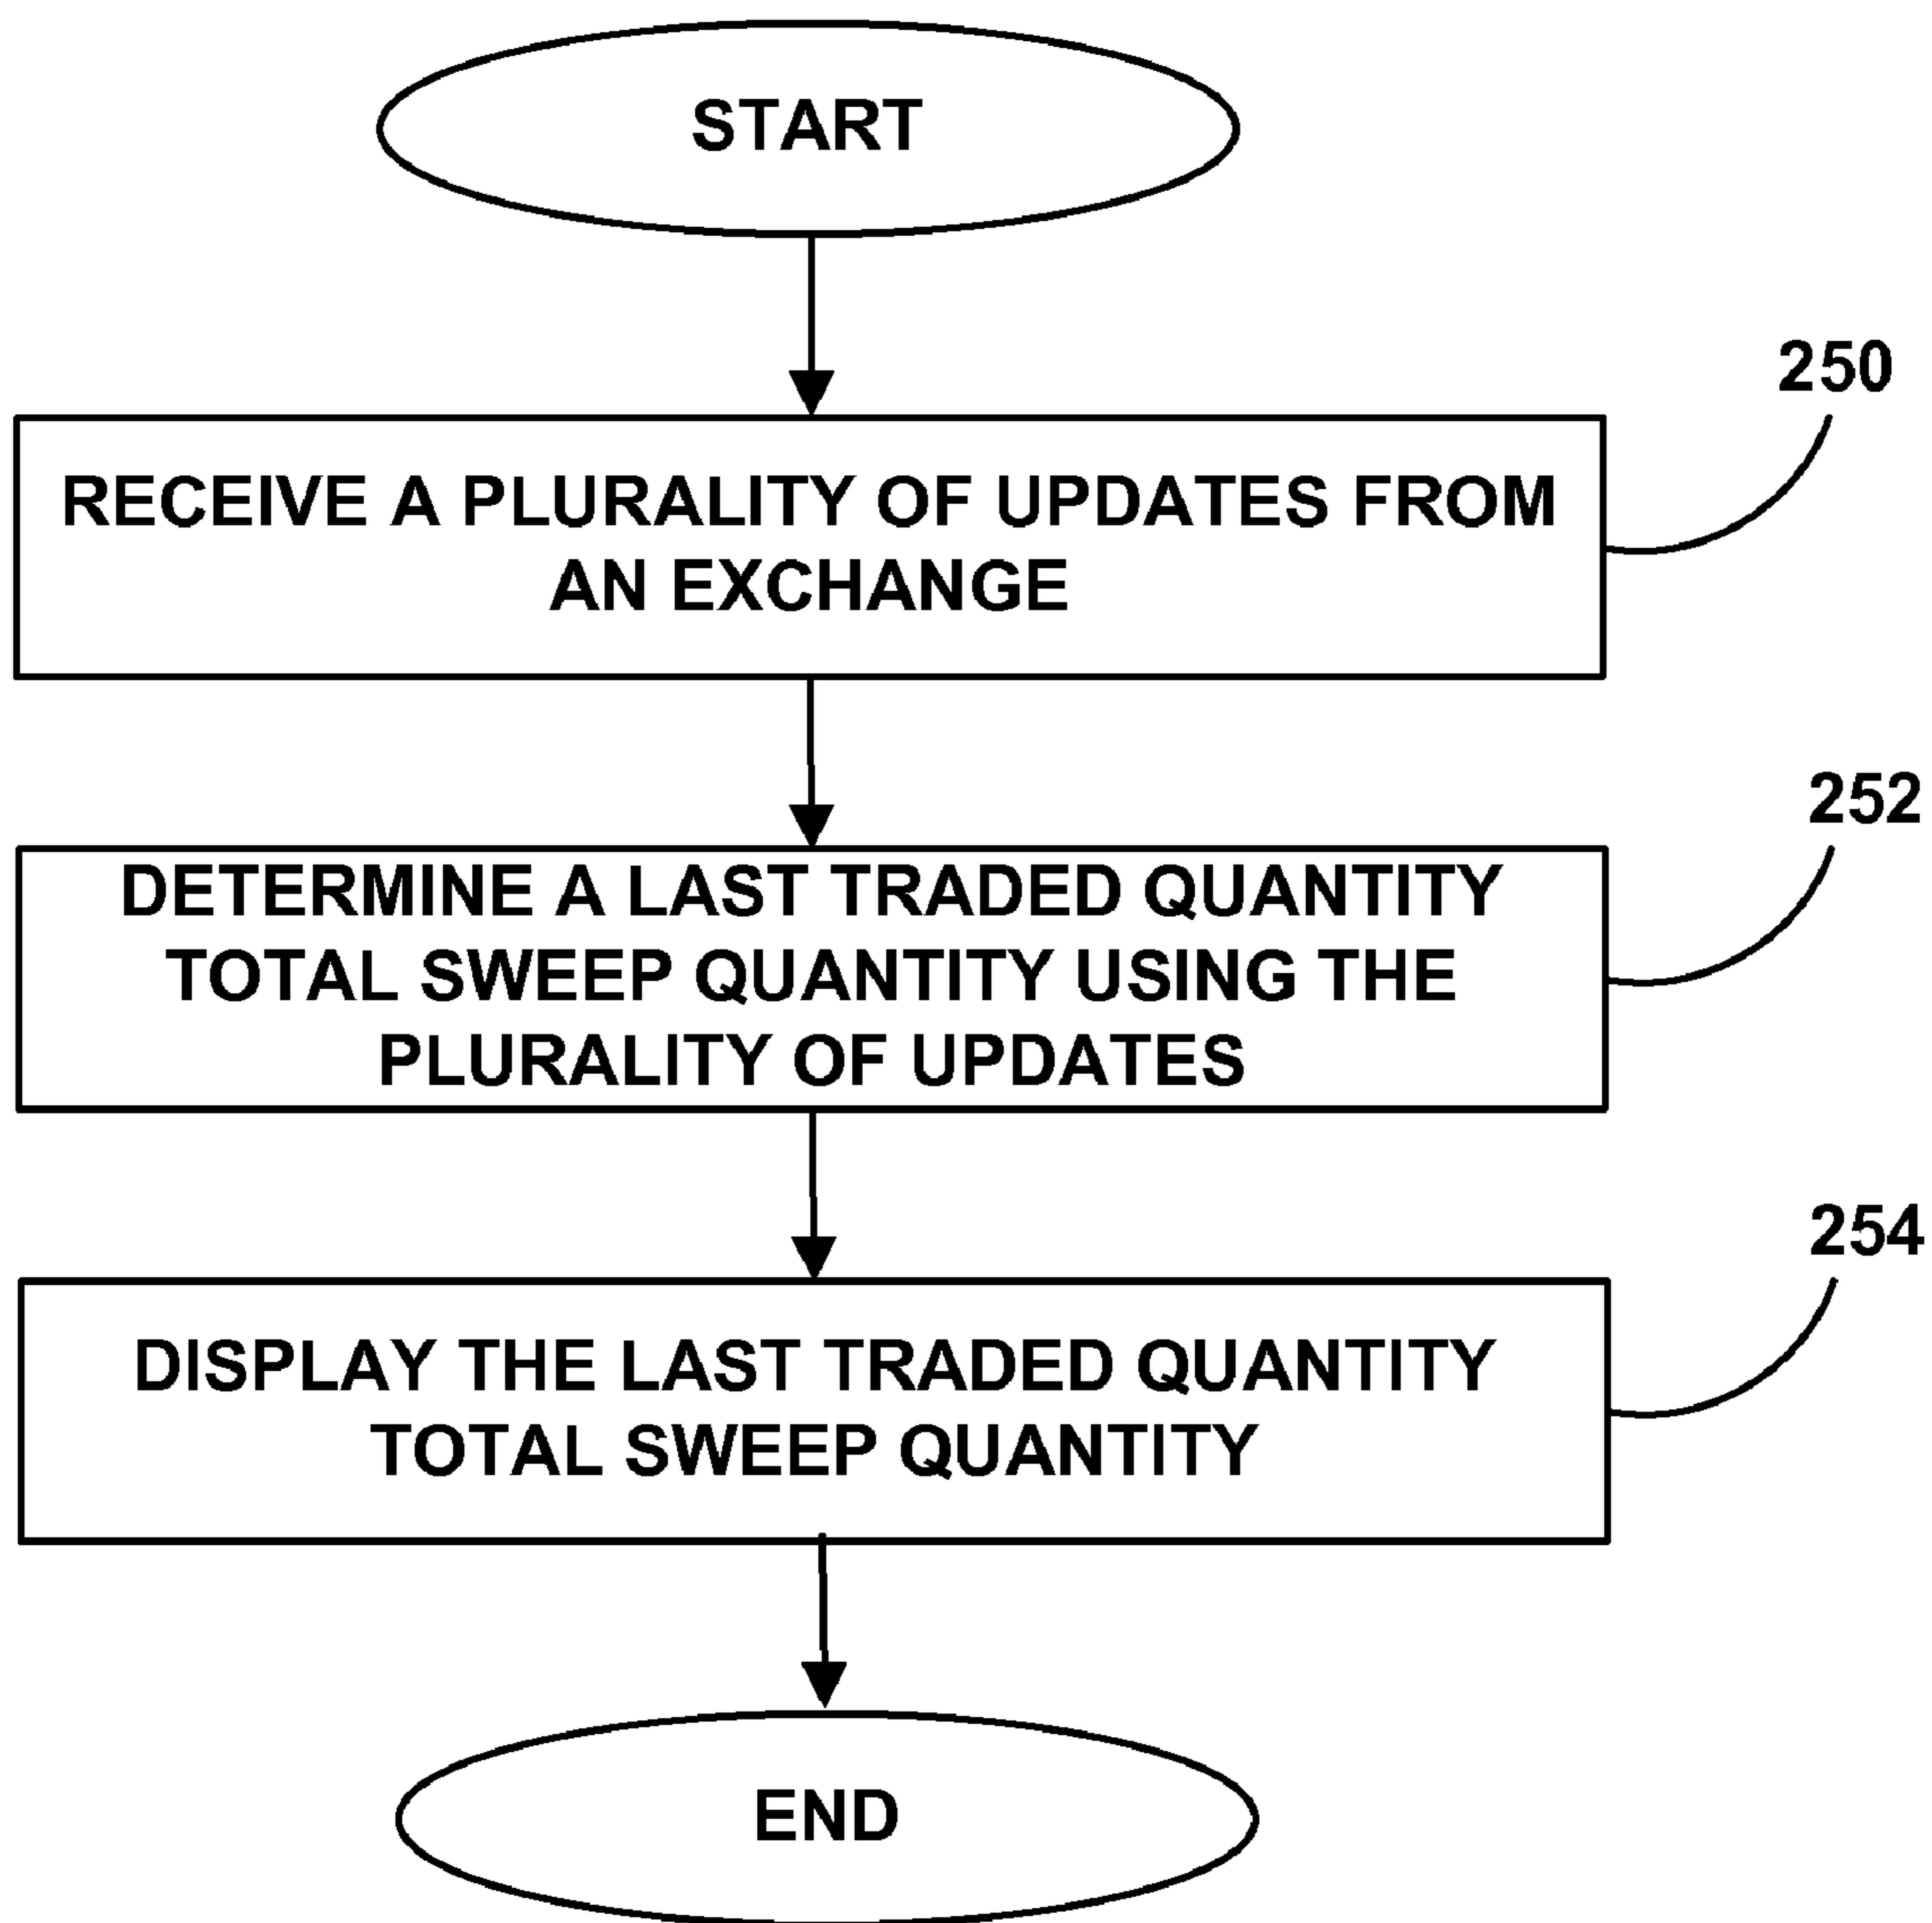 START
250
RECEIVE A PLURALITY OF UPDATES FROM
AN EXCHANGE
252
DETERMINE A LAST TRADED QUANTITY
TOTAL SWEEP QUANTITY USING THE
PLURALITY OF UPDATES
254
DISPLAY THE LAST TRADED QUANTITY
TOTAL SWEEP QUANTITY
END